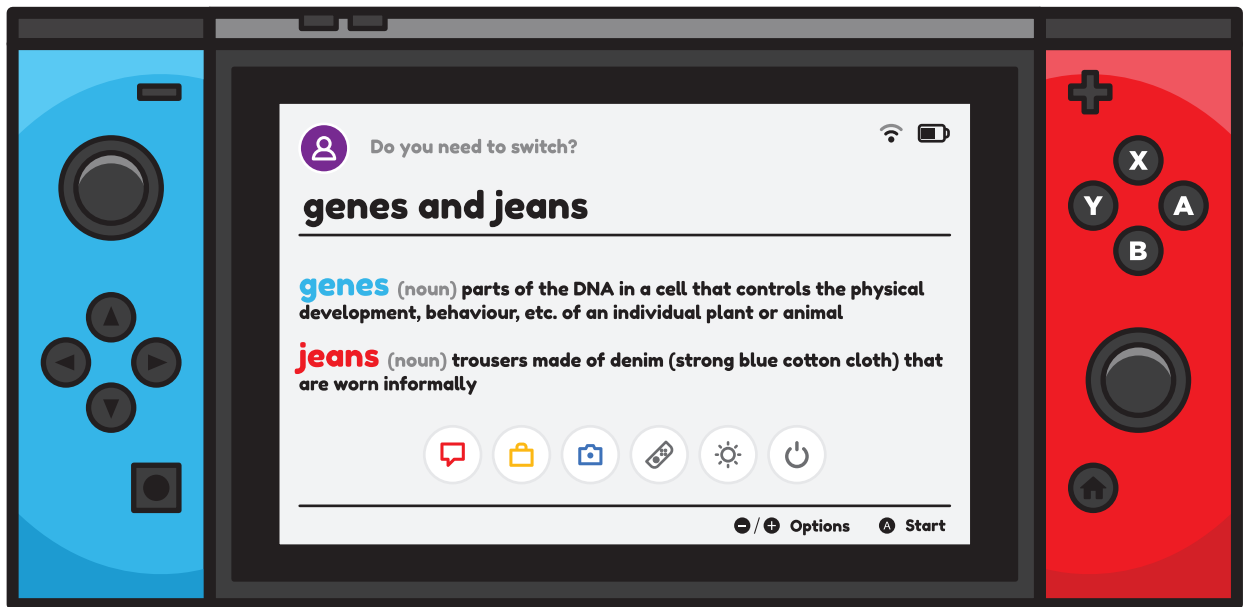 Do you need to switch?
genes and jeans
genes (noun) parts of the DNA in a cell that controls the physical
development, behaviour, etc. of an individual plant or animal
jeans (noun) trousers made of denim (strong blue cotton cloth) that
are worn informally
/ Options A Start
X
Y A
B